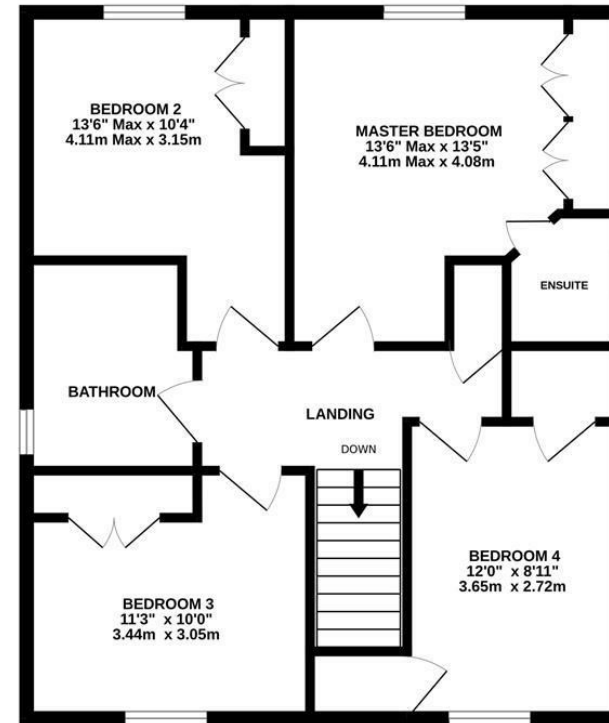 BEDROOM 2
13'6" Max x 10'4"
4.11m Max x 3.15m
MASTER BEDROOM
13'6" Max x 13'5"
4.11m Max x 4.08m
ENSUITE
BATHROOM
LANDING
DOWN
BEDROOM 3
11'3" x 10'0"
3.44m x 3.05m
BEDROOM 4
12'0" x 8'11"
3.65m x 2.72m